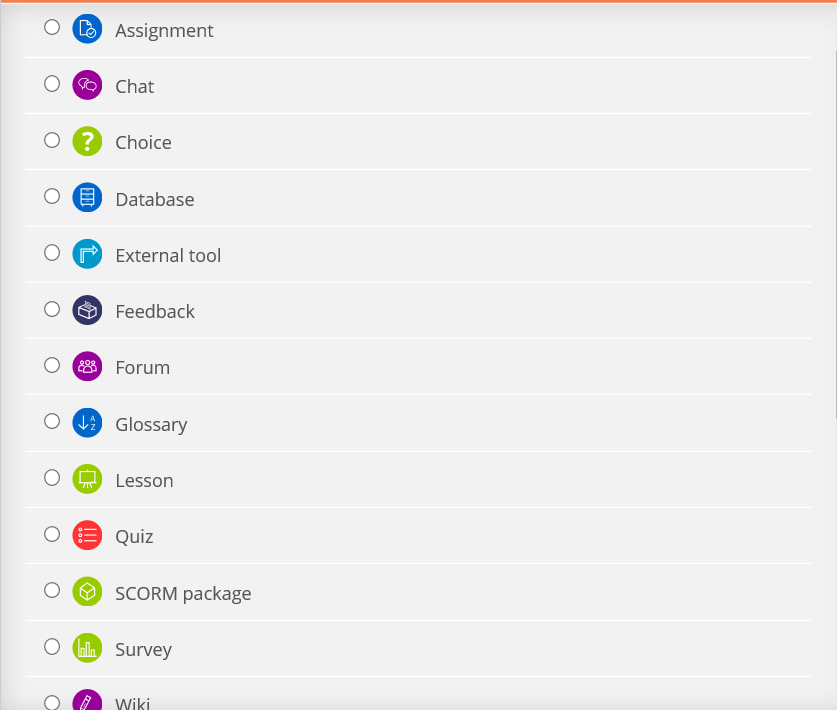 Assignment
Chat
Choice
Database
External tool
Feedback
Forum
Glossary
Lesson
Quiz
SCORM package
Survey
Wiki